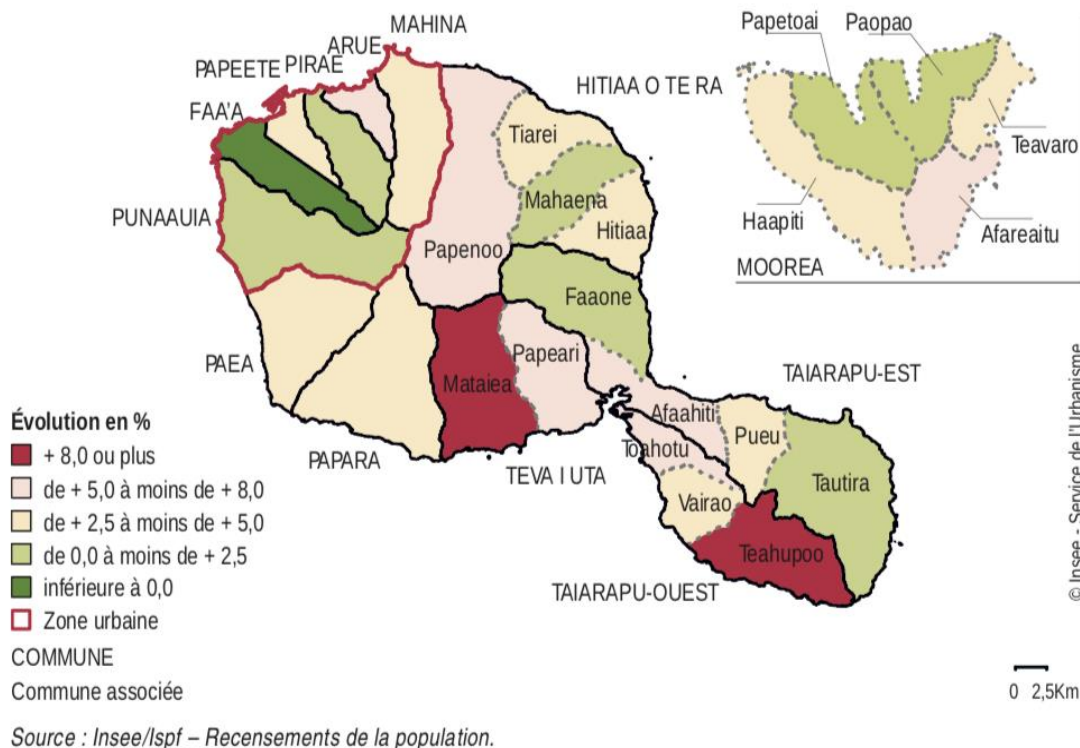 MAHINA
ARUE
PIRAE
PAPEETE
FAA'A
HITIAA O TE RA
Tiarei
Mahaena
Hitiaa
PUNAAUIA
Papenoo
Faaone
PAEA
Papeari
Mataiea
TAIARAPU-EST
Afaahiti
Pueu
Toahotu
Tautira
PAPARA
TEVA I UTA
Vairao
Teahupoo
TAIARAPU-OUEST
Papetoai
Paopao
Teavaro
Haapiti
Afareaitu
MOOREA
Évolution en %
+ 8,0 ou plus
de + 5,0 à moins de + 8,0
de + 2,5 à moins de + 5,0
de 0,0 à moins de + 2,5
inférieure à 0,0
Zone urbaine
COMMUNE
Commune associée
0 2,5Km
© Insee - Service de l'Urbanisme
Source : Insee/Ispf – Recensements de la population.